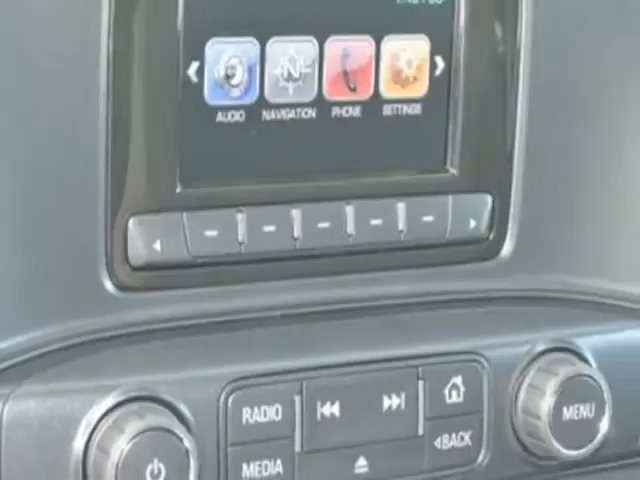 AUDIO NAVIGATION PHONE SETTINGS
RADIO
MEDIA
BACK
MENU